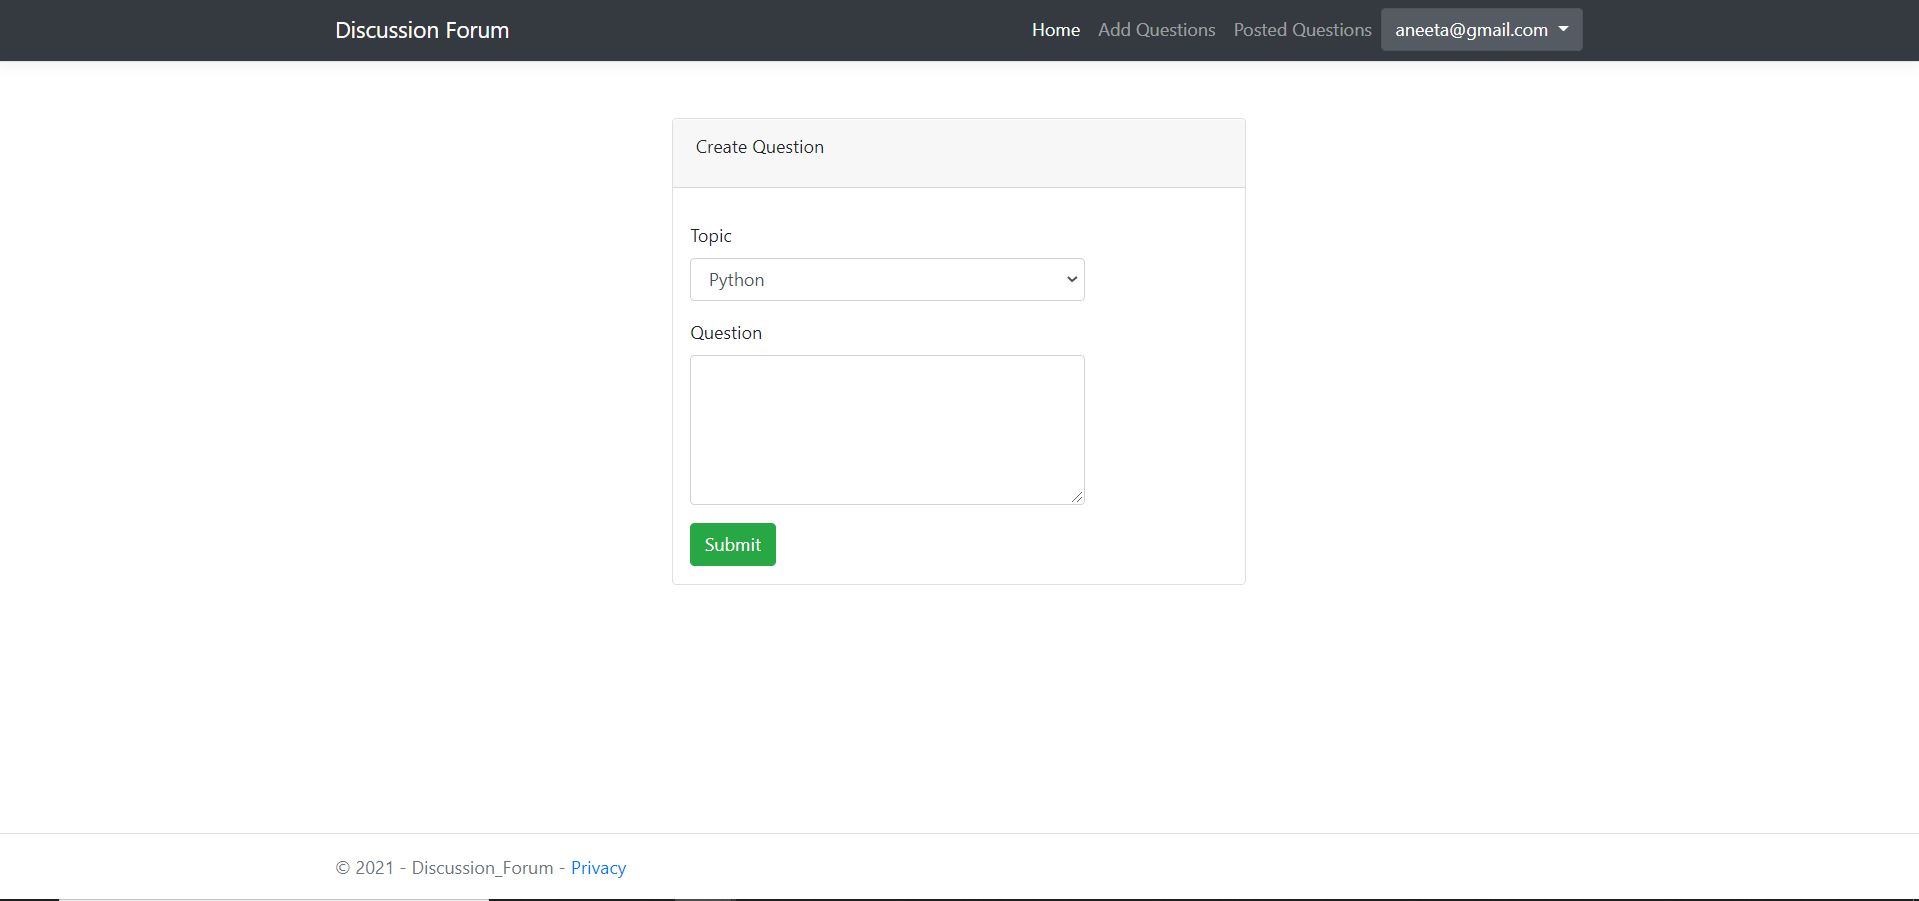 Discussion Forum Home Add Questions Posted Questions aneeta@gmail.com
Create Question
Topic
Python
Question
Submit
© 2021 - Discussion_Forum - Privacy